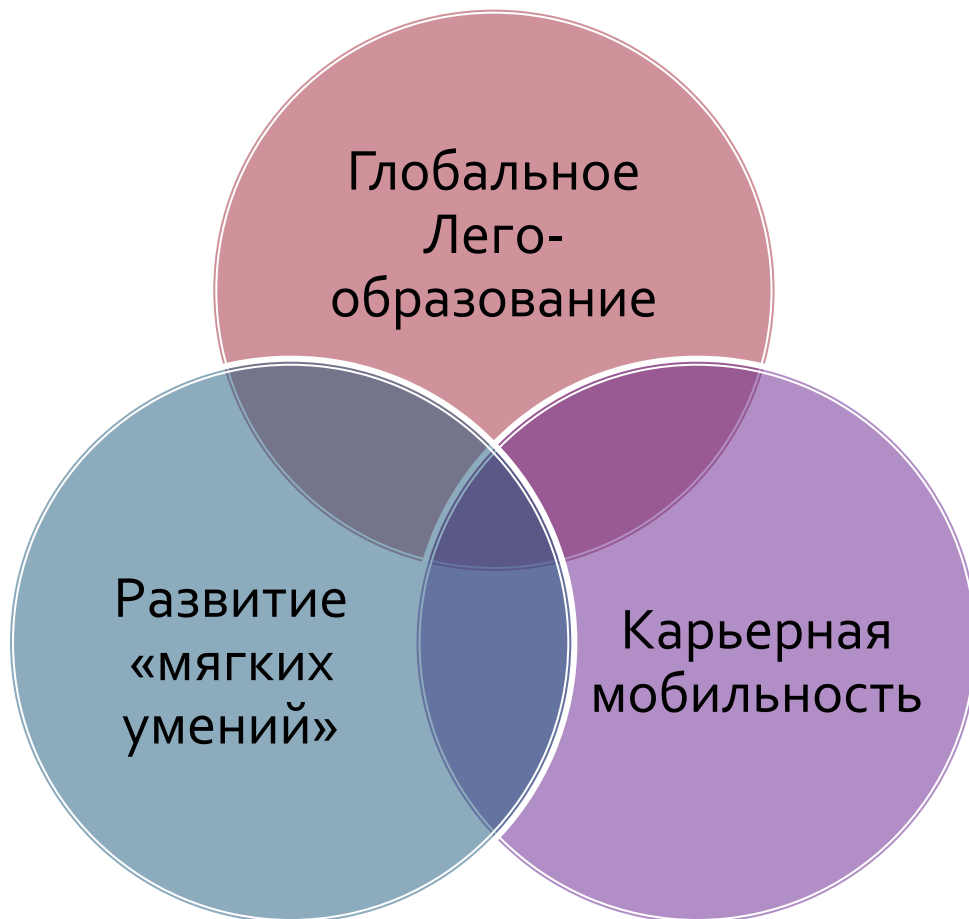 Глобальное
Лего-
образование
Развитие
«мягких
умений»
Карьерная
мобильность